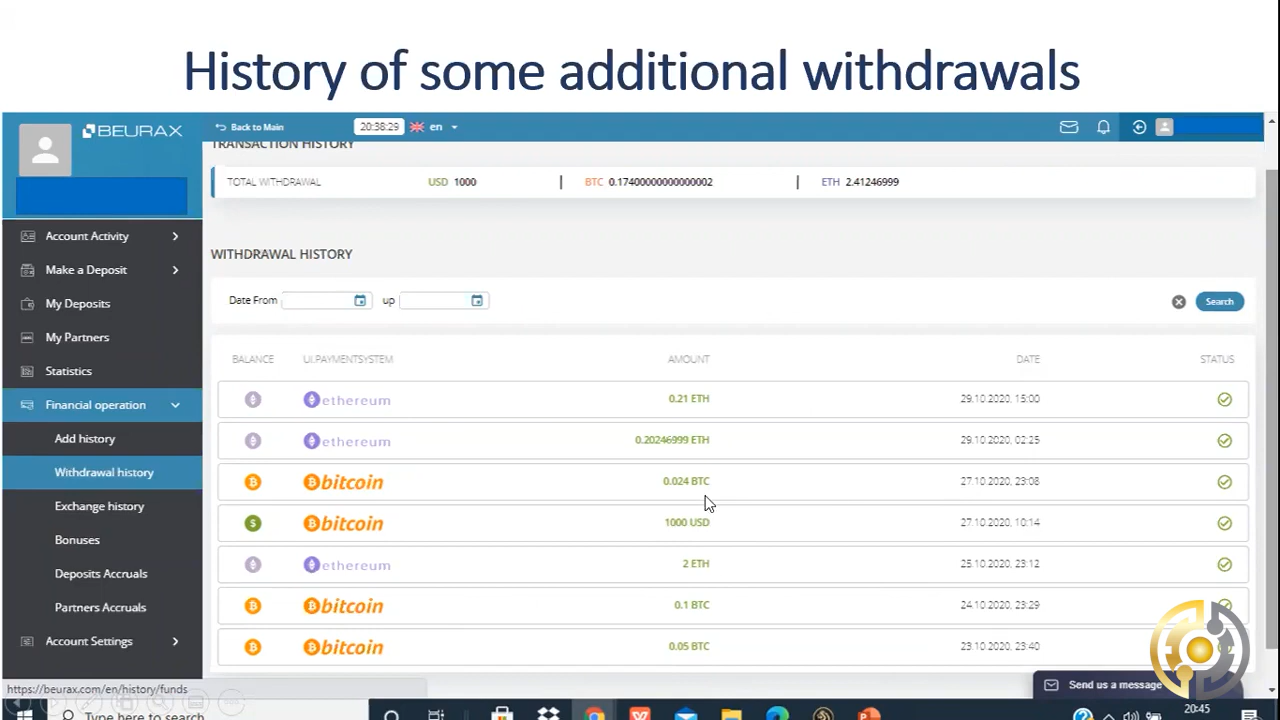 History of some additional withdrawals
BEURAX
Back to Main
20:38:29
en
TRANSACTION HISTORY
TOTAL WITHDRAWAL USD 1000 | BTC 0.17400000000000002 | ETH 2.41246999
Account Activity
Make a Deposit
My Deposits
My Partners
Statistics
Financial operation
Add history
Withdrawal history
Exchange history
Bonuses
Deposits Accruals
Partners Accruals
Account Settings
WITHDRAWAL HISTORY
Date From up Search
BALANCE UI.PAYMENTSYSTEM AMOUNT DATE STATUS
ethereum 0.21 ETH 29.10.2020, 15:00
ethereum 0.20246999 ETH 29.10.2020, 02:25
bitcoin 0.024 BTC 27.10.2020, 23:08
$ bitcoin 1000 USD 27.10.2020, 10:14
ethereum 2 ETH 25.10.2020, 23:12
bitcoin 0.1 BTC 24.10.2020, 23:29
bitcoin 0.05 BTC 23.10.2020, 23:40
https://beurax.com/en/history/funds
Send us a message
Type here to search
20:45